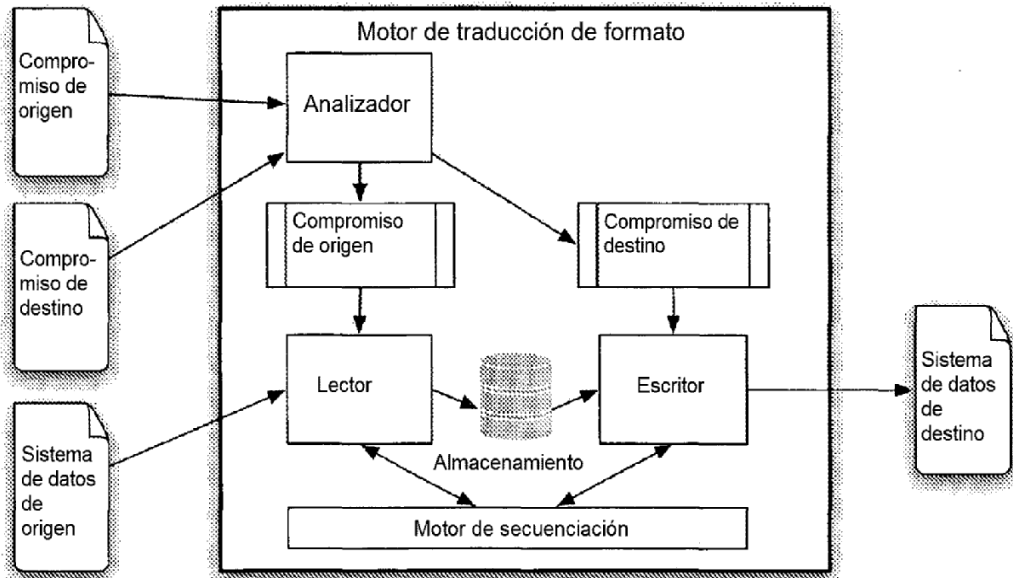 Motor de traducción de formato
Compro-
miso de
origen
Analizador
Compro-
miso de
destino
Compromiso
de origen
Compromiso de
destino
Sistema
de datos
de
origen
Lector
Almacenamiento
Escritor
Sistema
de datos
de
destino
Motor de secuenciación